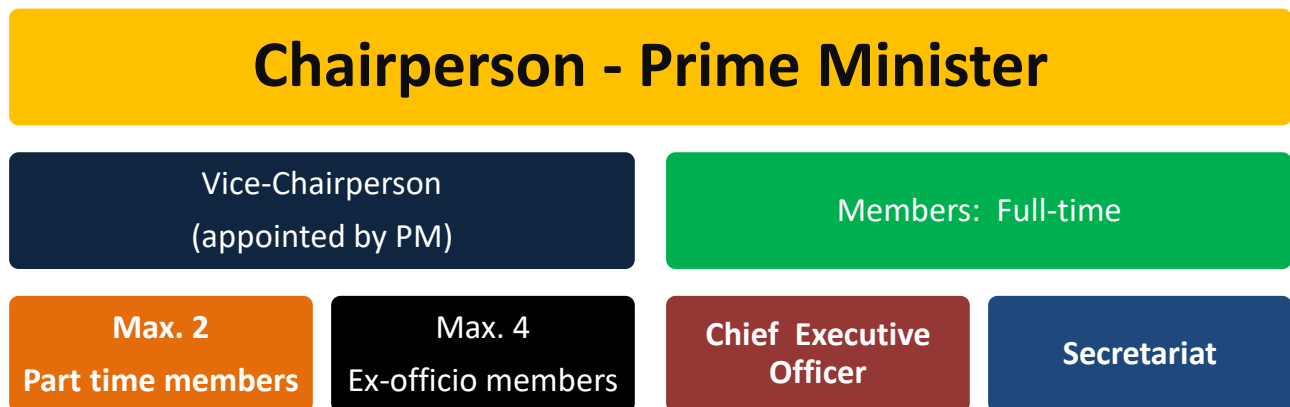 Chairperson - Prime Minister
Vice-Chairperson
(appointed by PM)
Members: Full-time
Max. 2
Part time members
Max. 4
Ex-officio members
Chief Executive
Officer
Secretariat